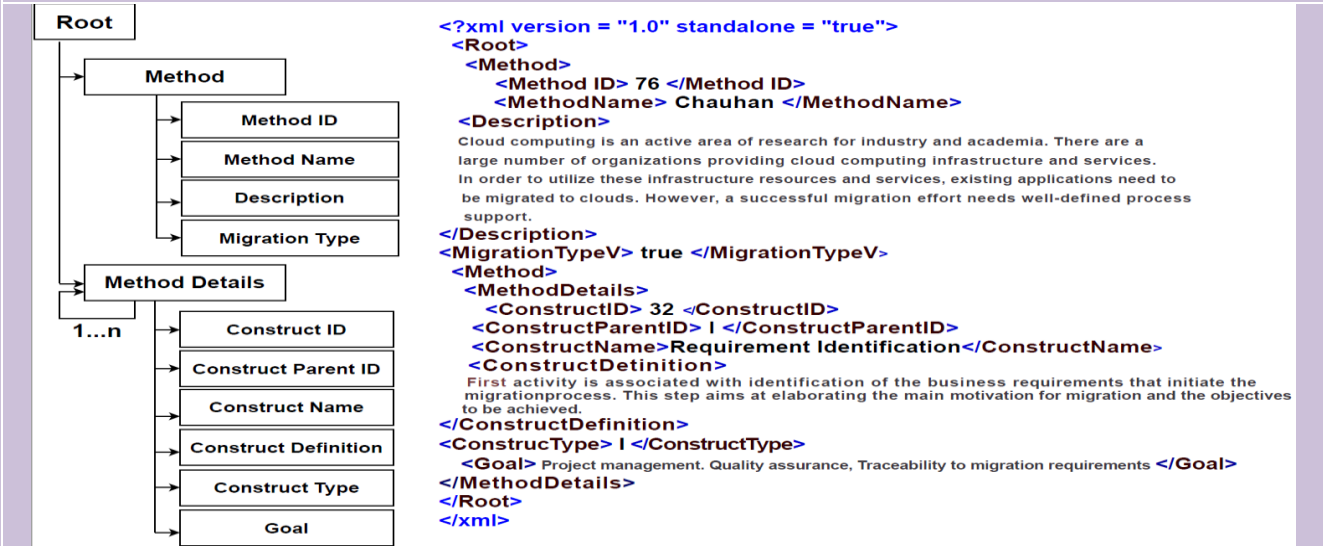 Root
Method
Method ID
Method Name
Description
Migration Type
Method Details
1...n
Construct ID
Construct Parent ID
Construct Name
Construct Definition
Construct Type
Goal
<?xml version = "1.0" standalone = "true">
<Root>
<Method>
<Method ID> 76 </Method ID>
<MethodName> Chauhan </MethodName>
<Description>
Cloud computing is an active area of research for industry and academia. There are a
large number of organizations providing cloud computing infrastructure and services.
In order to utilize these infrastructure resources and services, existing applications need to
be migrated to clouds. However, a successful migration effort needs well-defined process
support.
</Description>
<MigrationTypeV> true </MigrationTypeV>
<Method>
<MethodDetails>
<ConstructID> 32 </ConstructID>
<ConstructParentID> I </ConstructParentID>
<ConstructName>Requirement Identification</ConstructName>
<ConstructDetinition>
First activity is associated with identification of the business requirements that initiate the
migrationprocess. This step aims at elaborating the main motivation for migration and the objectives
to be achieved.
</ConstructDefinition>
<ConstrucType> I </ConstructType>
<Goal> Project management. Quality assurance, Traceability to migration requirements </Goal>
</MethodDetails>
</Root>
</xml>